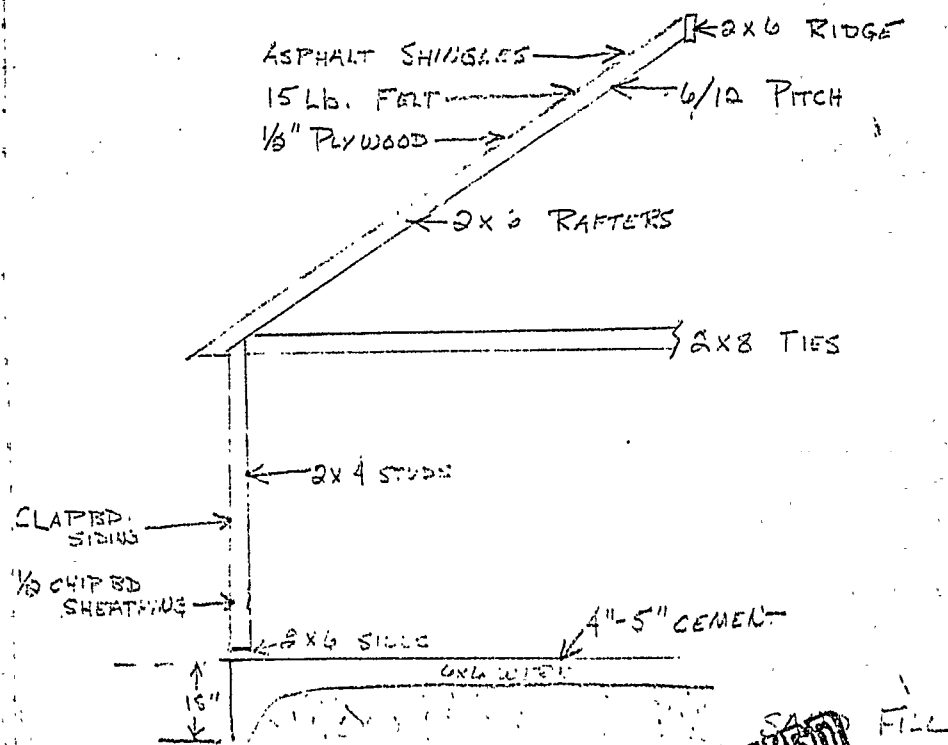 2x6 RIDGE
ASPHALT SHINGLES
15 Lb. FELT
6/12 PITCH
1/2" PLYWOOD
2x6 RAFTERS
2x8 TIES
2x4 STUDS
CLAPBD.
SIDING
1/2 CHIP BD
SHEATHING
4"-5" CEMENT
2x6 SILLS
6x6 WIRE
18"
SAND FILL